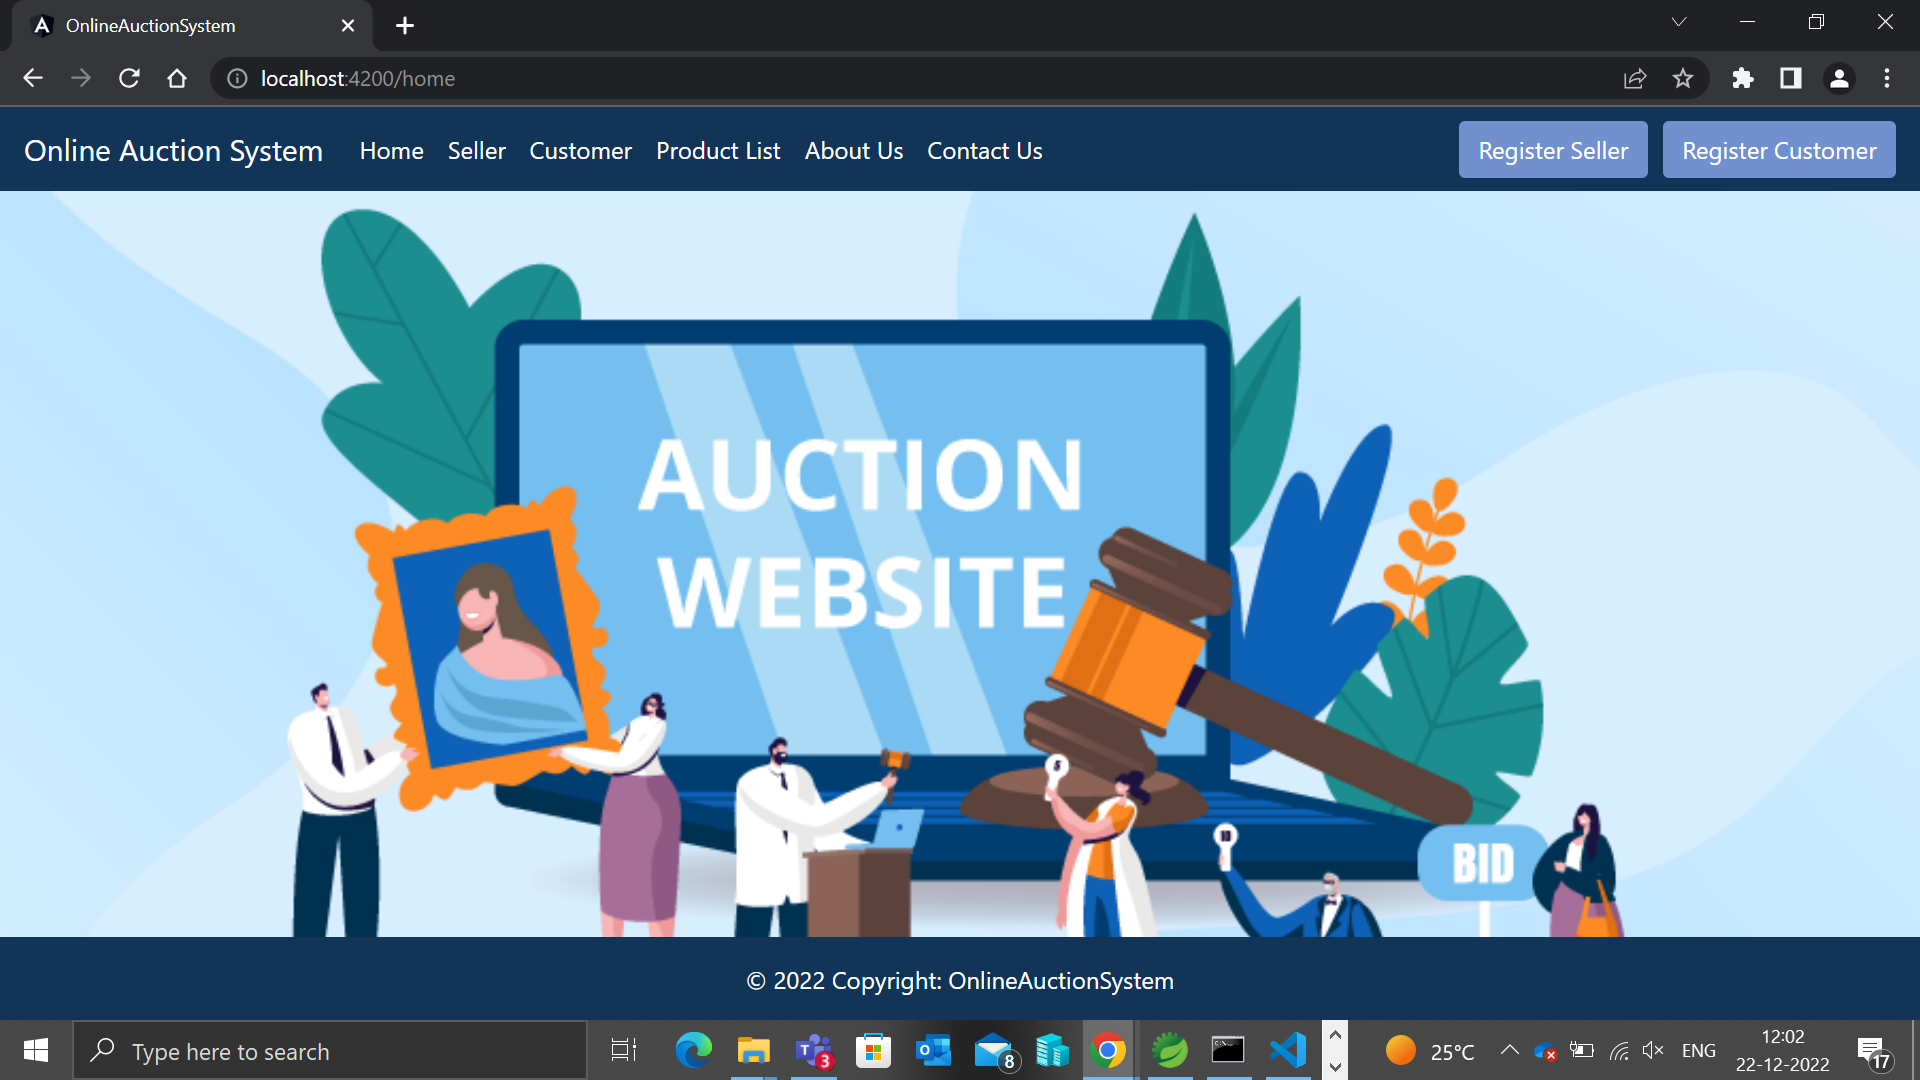 OnlineAuctionSystem
localhost:4200/home
Online Auction System Home Seller Customer Product List About Us Contact Us Register Seller Register Customer
AUCTION
WEBSITE
5
10
BID
© 2022 Copyright: OnlineAuctionSystem
Type here to search
3
8
25°C
ENG
12:02
22-12-2022
17